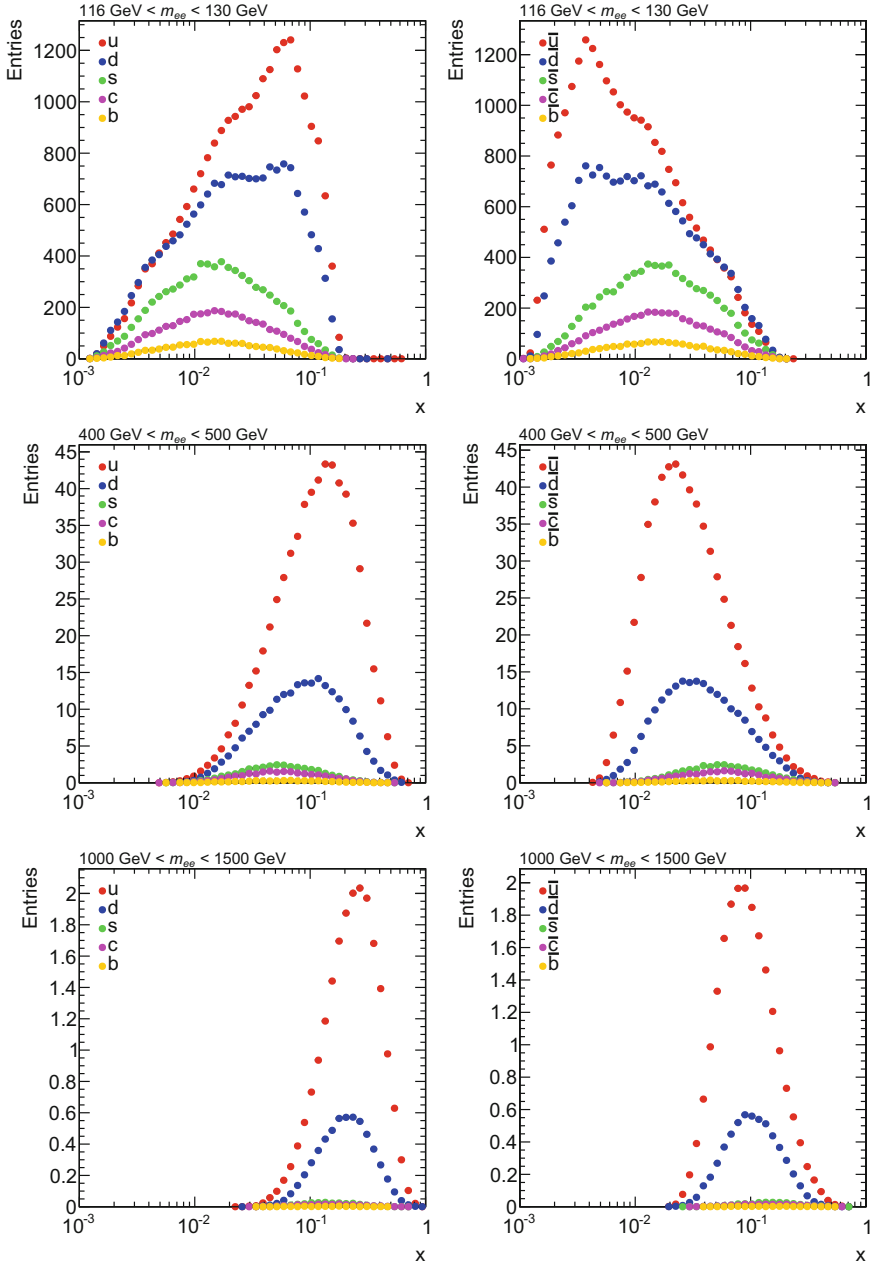 116 GeV < m_ee < 130 GeV
Entries
1200
1000
800
600
400
200
0
u
d
s
c
b
10⁻³ 10⁻² 10⁻¹ 1
x
116 GeV < m_ee < 130 GeV
Entries
1200
1000
800
600
400
200
0
u̅
d̅
s̅
c̅
b̅
10⁻³ 10⁻² 10⁻¹ 1
x
400 GeV < m_ee < 500 GeV
Entries
45
40
35
30
25
20
15
10
5
0
u
d
s
c
b
10⁻³ 10⁻² 10⁻¹ 1
x
400 GeV < m_ee < 500 GeV
Entries
45
40
35
30
25
20
15
10
5
0
u̅
d̅
s̅
c̅
b̅
10⁻³ 10⁻² 10⁻¹ 1
x
1000 GeV < m_ee < 1500 GeV
Entries
2
1.8
1.6
1.4
1.2
1
0.8
0.6
0.4
0.2
0
u
d
s
c
b
10⁻³ 10⁻² 10⁻¹ 1
x
1000 GeV < m_ee < 1500 GeV
Entries
2
1.8
1.6
1.4
1.2
1
0.8
0.6
0.4
0.2
0
u̅
d̅
s̅
c̅
b̅
10⁻³ 10⁻² 10⁻¹ 1
x